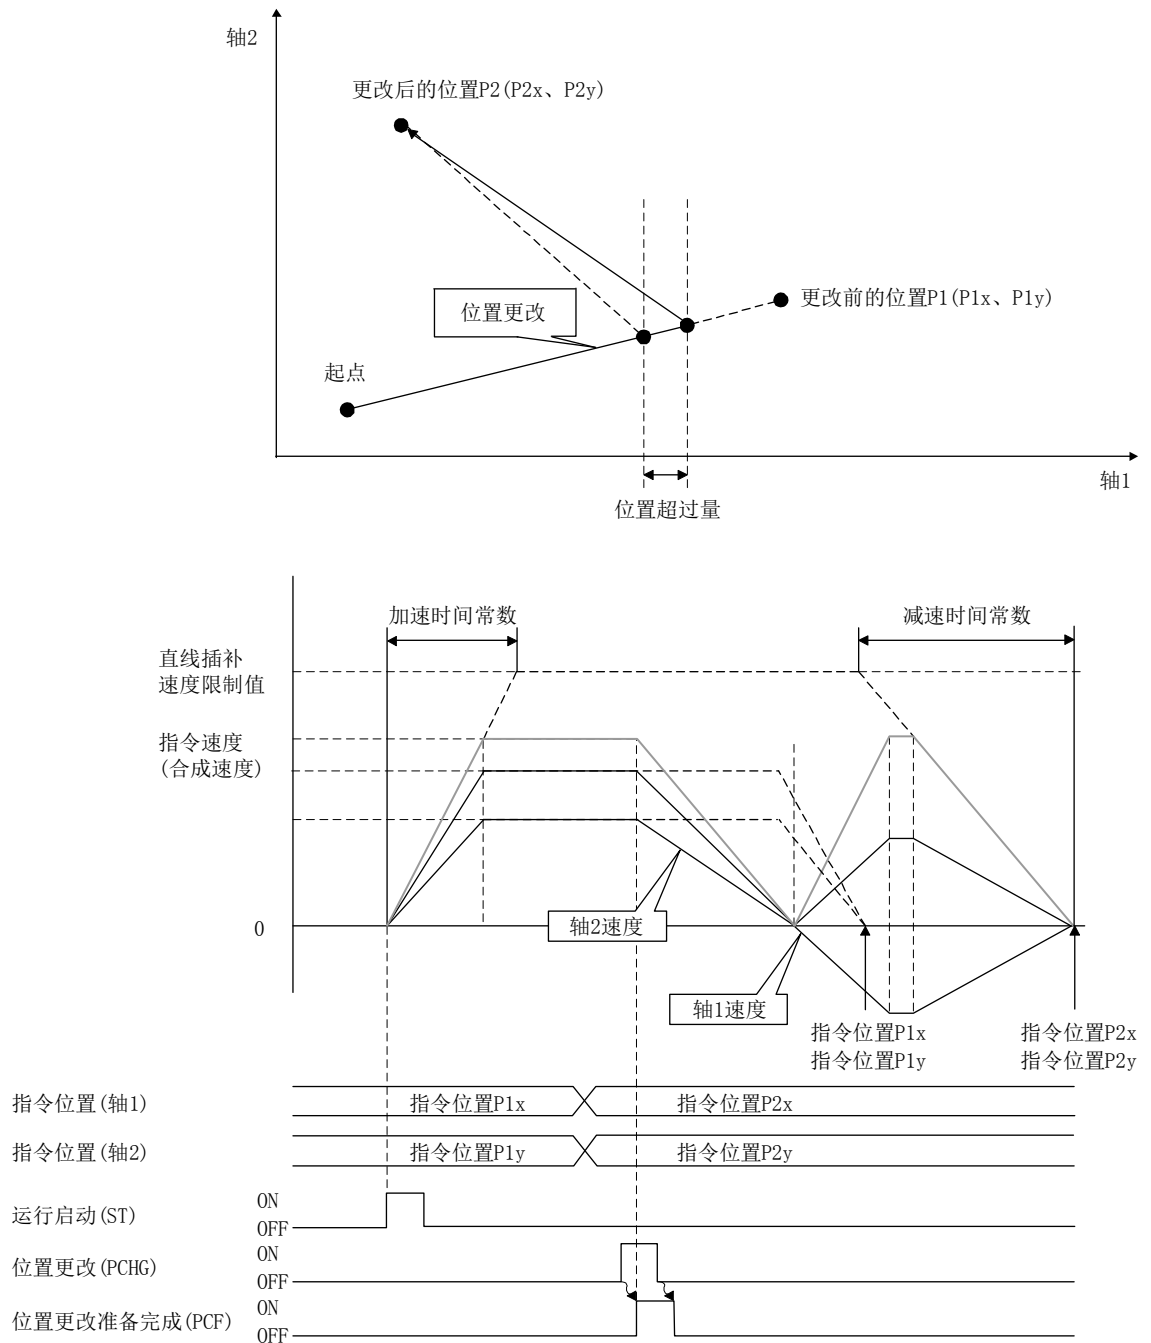 轴2
更改后的位置P2(P2x、P2y)
位置更改
更改前的位置P1(P1x、P1y)
起点
轴1
位置超过量
加速时间常数
减速时间常数
直线插补
速度限制值
指令速度
(合成速度)
0
轴2速度
轴1速度
指令位置P1x
指令位置P1y
指令位置P2x
指令位置P2y
指令位置(轴1)
指令位置P1x
指令位置P2x
指令位置(轴2)
指令位置P1y
指令位置P2y
运行启动(ST)
ON
OFF
位置更改(PCHG)
ON
OFF
位置更改准备完成(PCF)
ON
OFF